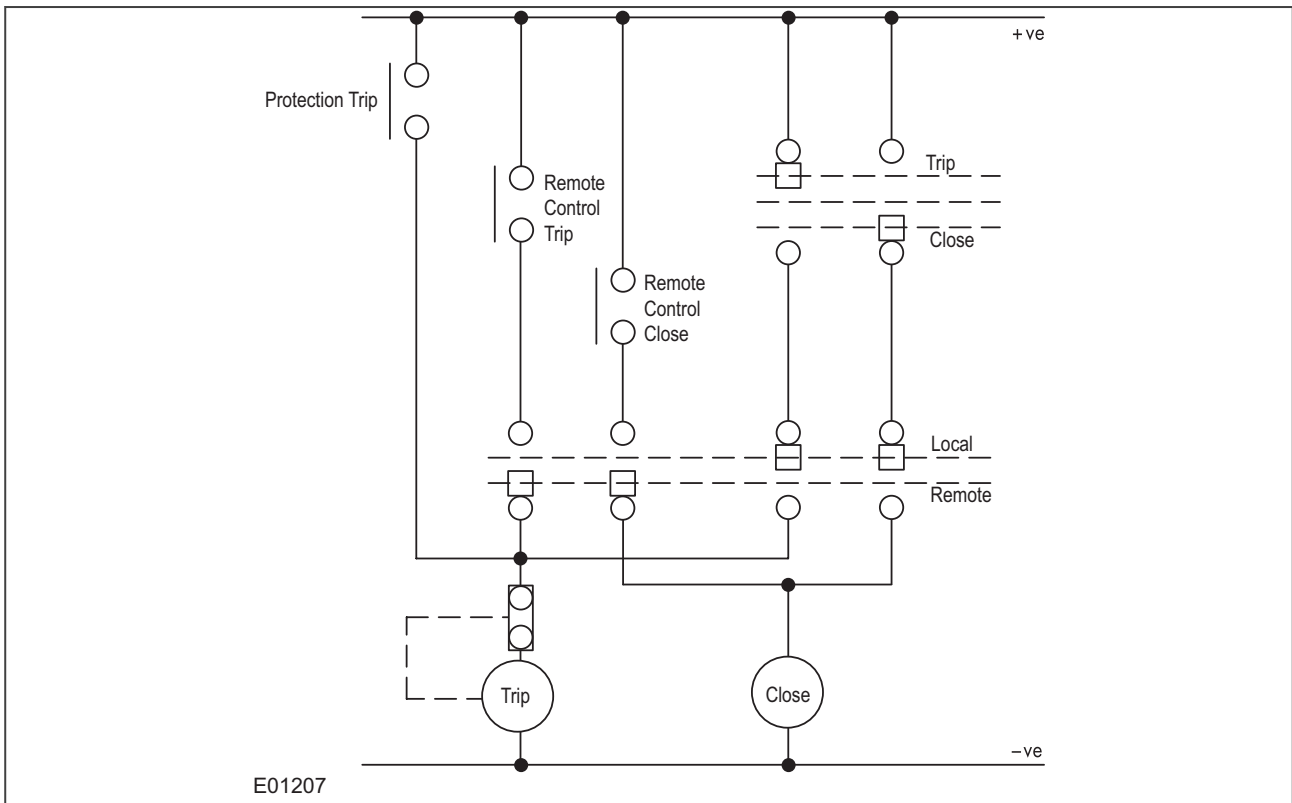 +ve
Protection Trip
Remote
Control
Trip
Remote
Control
Close
Trip
Close
Local
Remote
Trip
Close
–ve
E01207